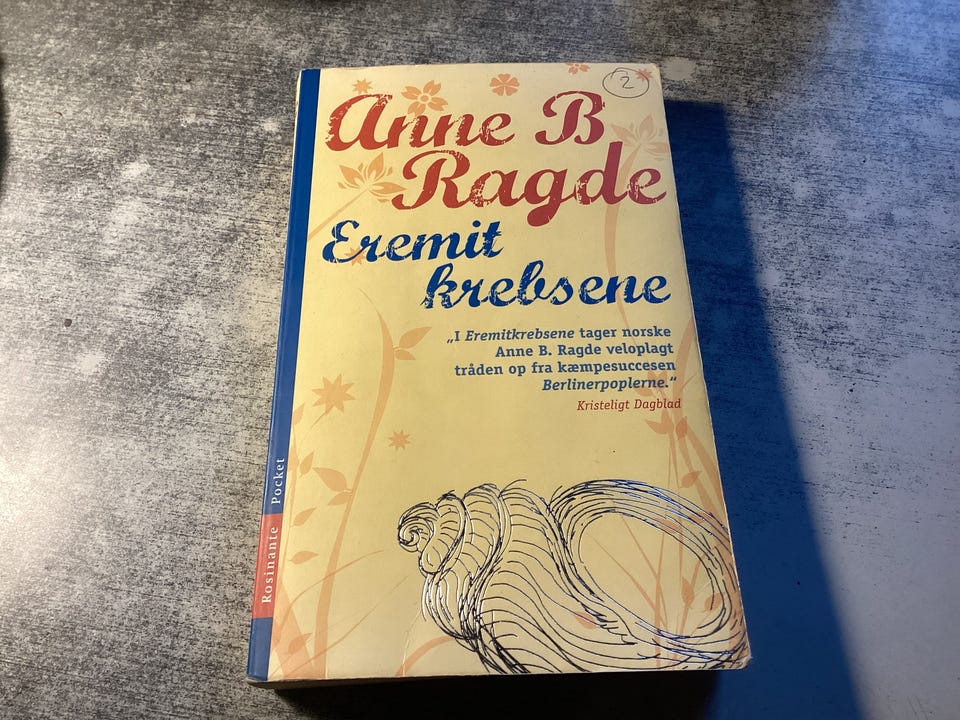 2
Anne B
Ragde
Eremit
krebsene
„I Eremitkrebsene tager norske
Anne B. Ragde veloplagt
tråden op fra kæmpesuccesen
Berlinerpoplerne.“
Kristeligt Dagblad
Rosinante Pocket